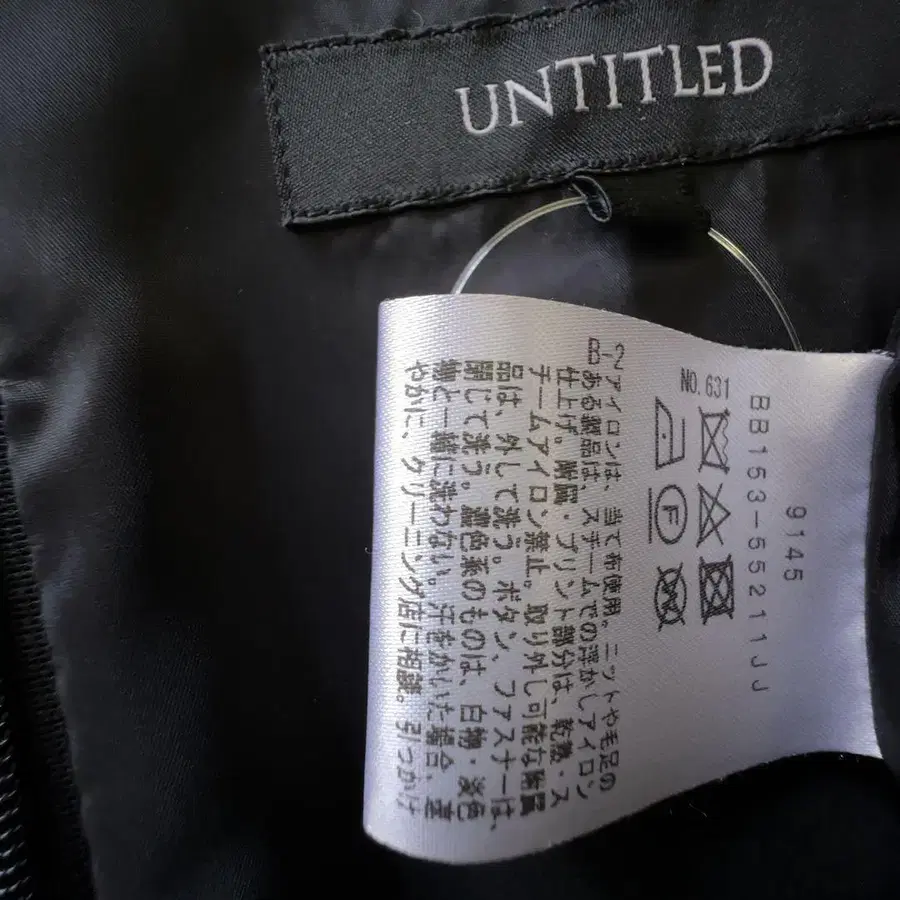 UNTITLED
9145
BB153-55211JJ
NO.631
F
B-2
アイロンは、当て布使用。ニットや毛足の
ある製品は、スチームでの浮かしアイロン
仕上げ。附属・プリント部分は、乾熱・ス
チームアイロン禁止。取り外し可能な附属
品は、外して洗う。ボタン、ファスナーは、
閉じて洗う。濃色系のものは、白物・淡色
物と一緒に洗わない。汗をかいた場合、速
やかに、クリーニング店に相談。引っかけ